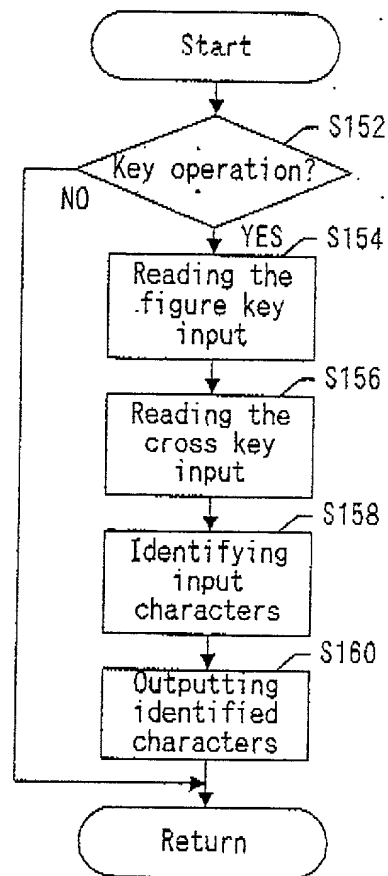 Start
S152
Key operation?
NO
YES
S154
Reading the
figure key
input
S156
Reading the
cross key
input
S158
Identifying
input
characters
S160
Outputting
identified
characters
Return